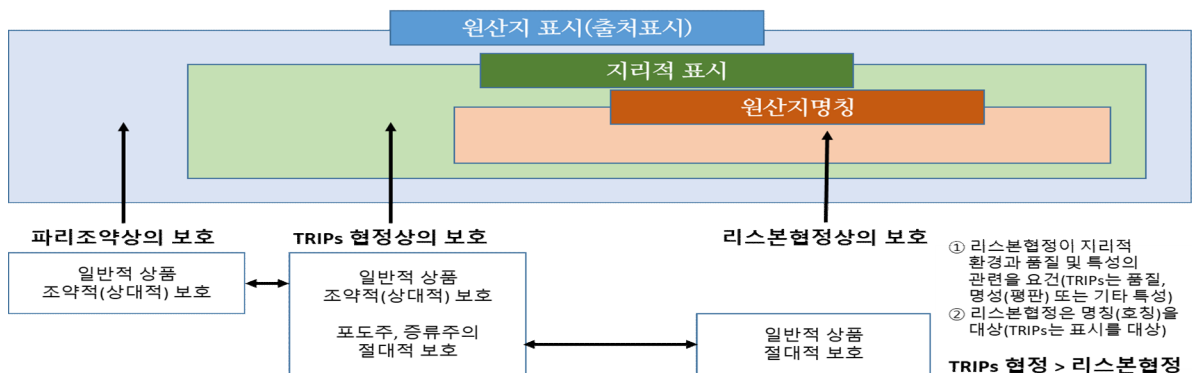 원산지 표시(출처표시)
지리적 표시
원산지명칭
파리조약상의 보호
TRIPs 협정상의 보호
리스본협정상의 보호
일반적 상품
조약적(상대적) 보호
일반적 상품
조약적(상대적) 보호
포도주, 증류주의
절대적 보호
일반적 상품
절대적 보호
① 리스본협정이 지리적
환경과 품질 및 특성의
관련을 요건(TRIPs는 품질,
명성(평판) 또는 기타 특성)
② 리스본협정은 명칭(호칭)을
대상(TRIPs는 표시를 대상)
TRIPs 협정 > 리스본협정